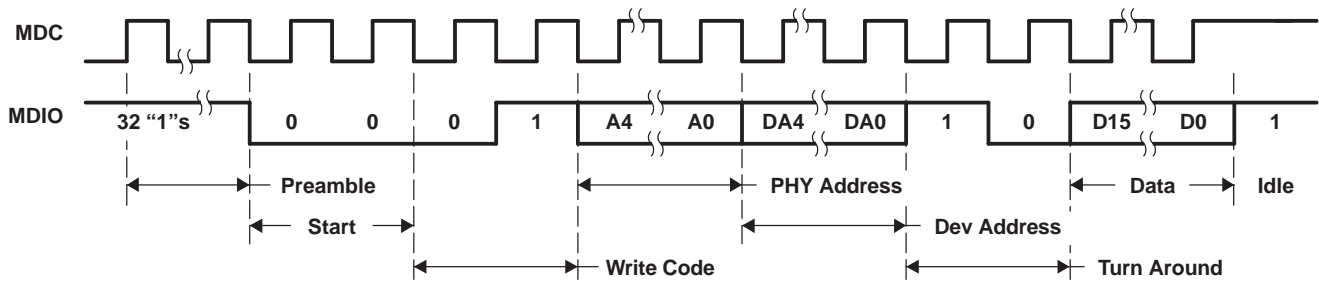 MDC
MDIO
32 “1”s 0 0 0 1 A4 A0 DA4 DA0 1 0 D15 D0 1
Preamble PHY Address Data Idle
Start Dev Address
Write Code Turn Around